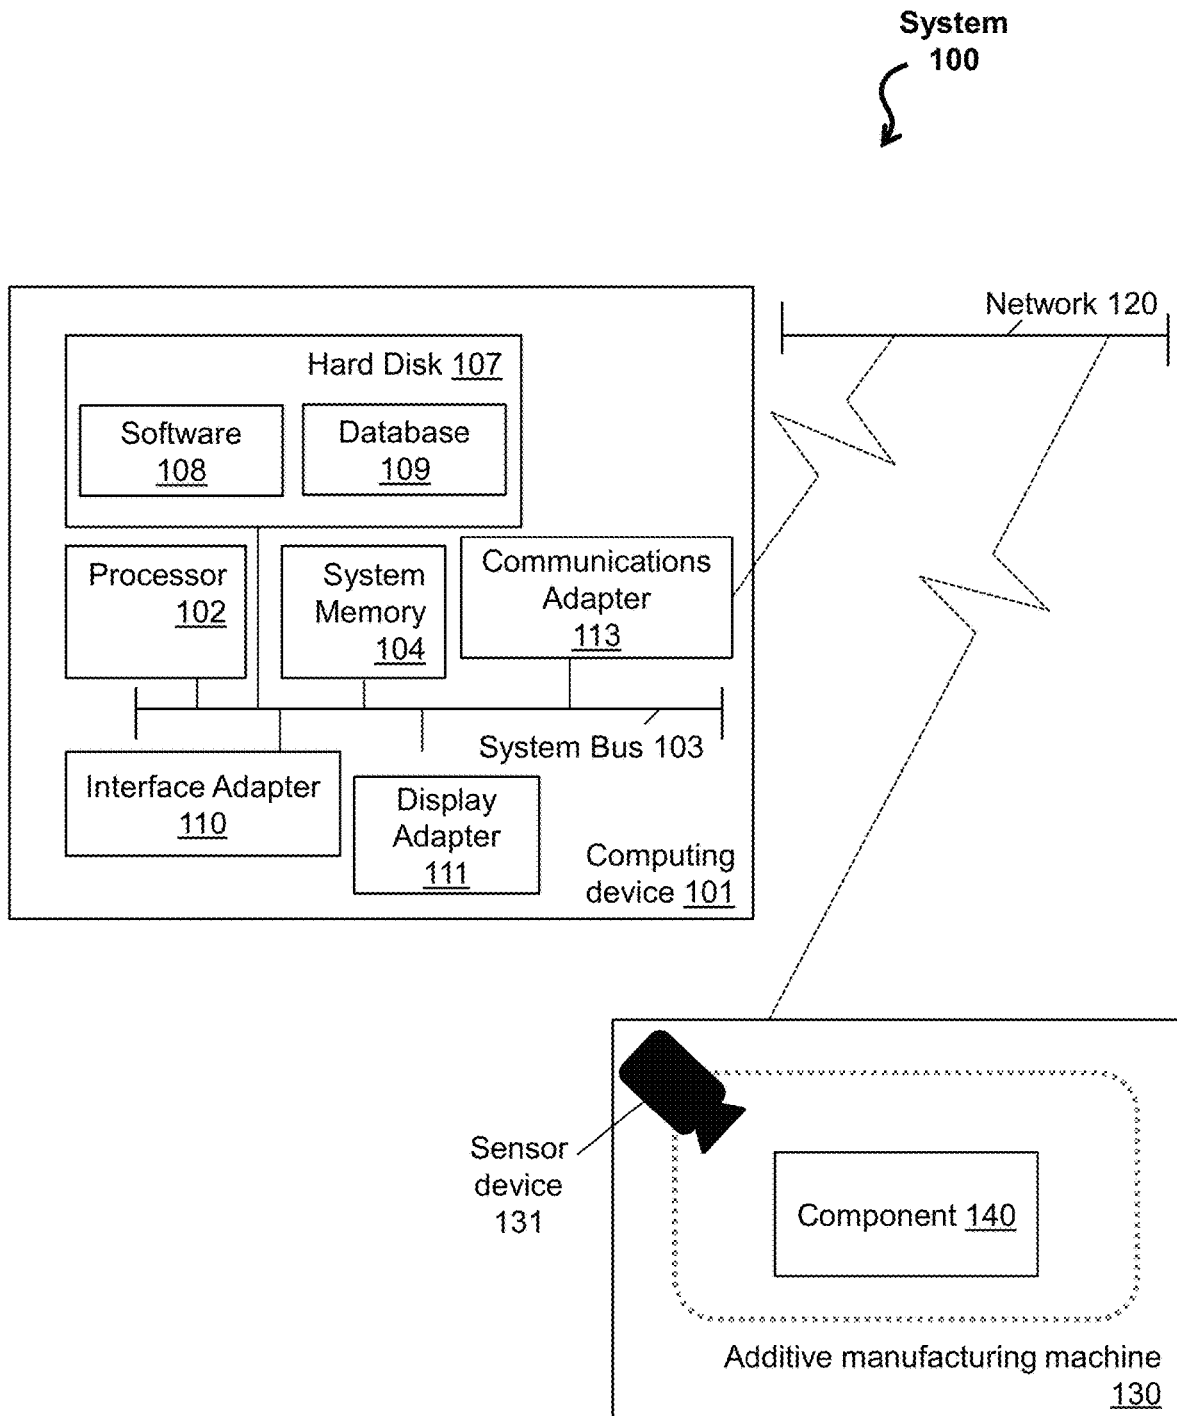 System
100
Network 120
Hard Disk 107
Software
108
Database
109
Processor
102
System
Memory
104
Communications
Adapter
113
System Bus 103
Interface Adapter
110
Display
Adapter
111
Computing
device 101
Sensor
device
131
Component 140
Additive manufacturing machine
130